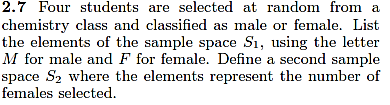 2.7 Four students are selected at random from a
chemistry class and classified as male or female. List
the elements of the sample space S₁, using the letter
M for male and F for female. Define a second sample
space S₂ where the elements represent the number of
females selected.